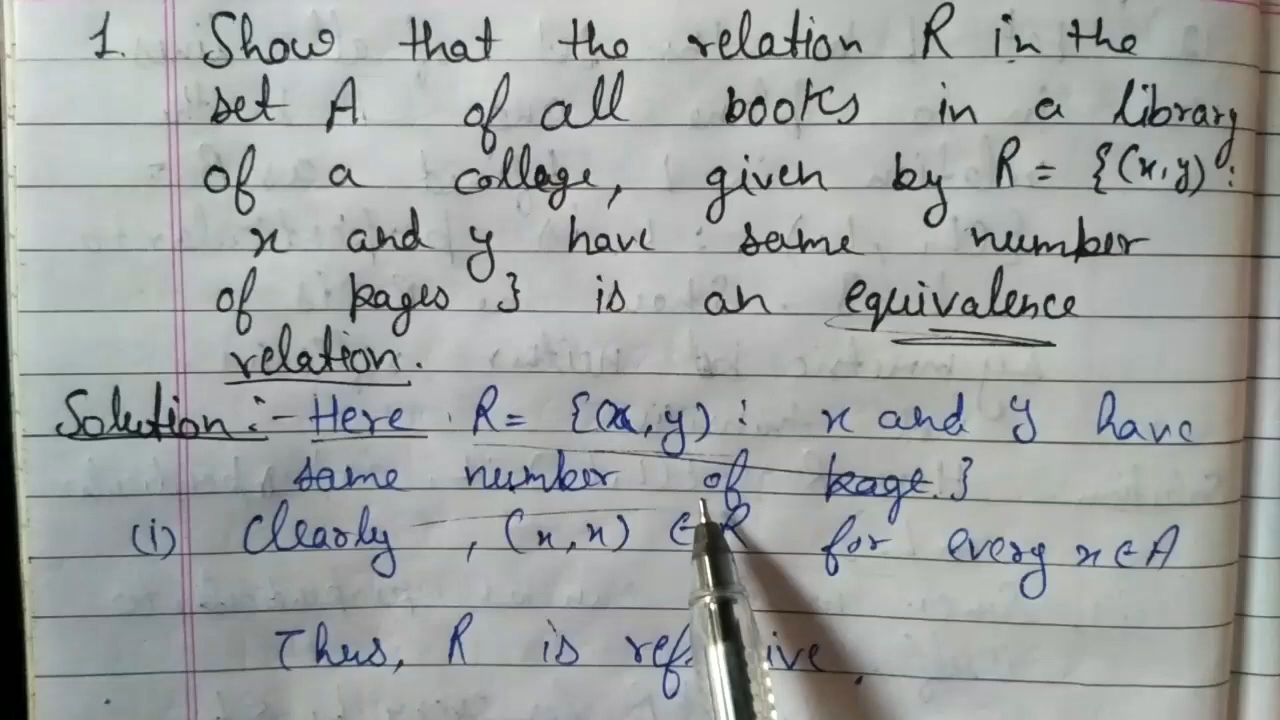 1. Show that the relation R in the
set A of all books in a library
of a college, given by R = {(x, y) :
x and y have same number
of pages } is an equivalence
relation.
Solution :- Here R = {(x, y) : x and y have
same number of page.}
(i) Clearly , (x, x) ∈ R for every x ∈ A
Thus, R is